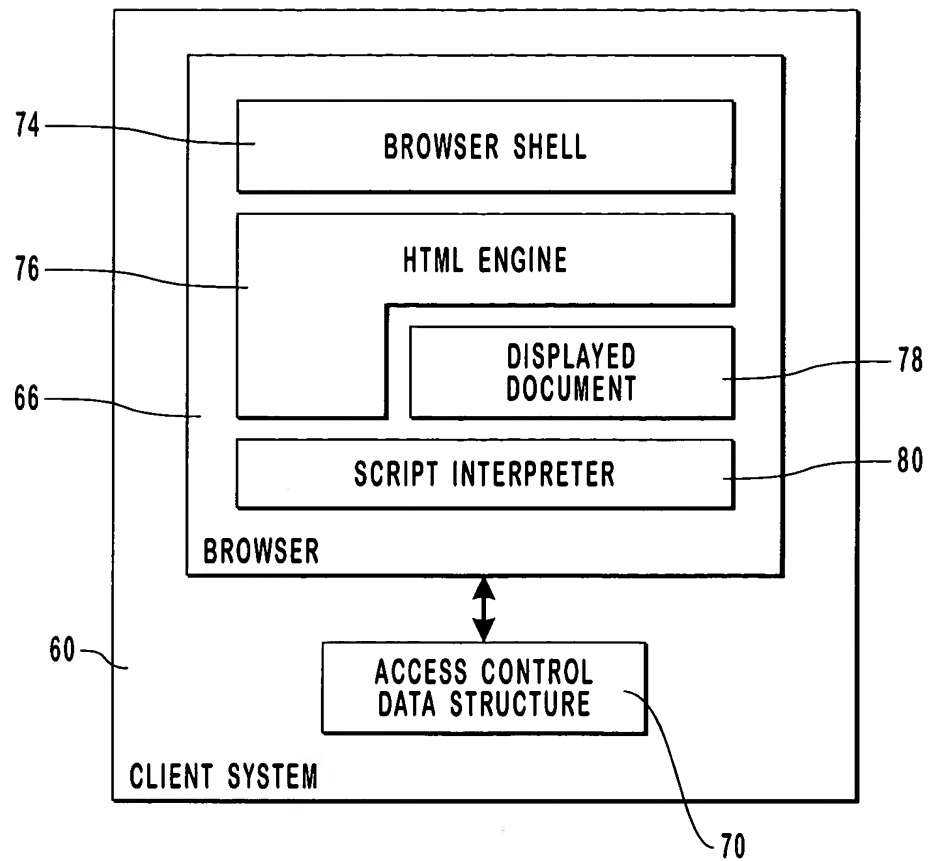 74
BROWSER SHELL
76
HTML ENGINE
DISPLAYED
DOCUMENT
78
66
SCRIPT INTERPRETER
80
BROWSER
60
ACCESS CONTROL
DATA STRUCTURE
CLIENT SYSTEM
70